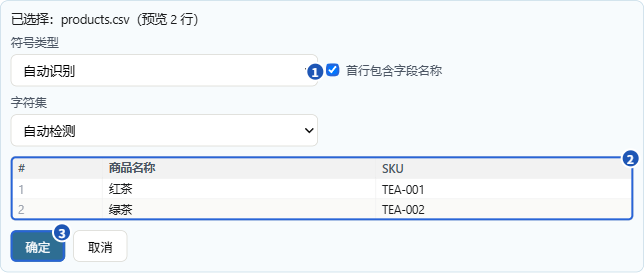 已选择：products.csv（预览 2 行）
符号类型
自动识别
1 首行包含字段名称
字符集
自动检测
2
# 商品名称 SKU
1 红茶 TEA-001
2 绿茶 TEA-002
3
确定 取消